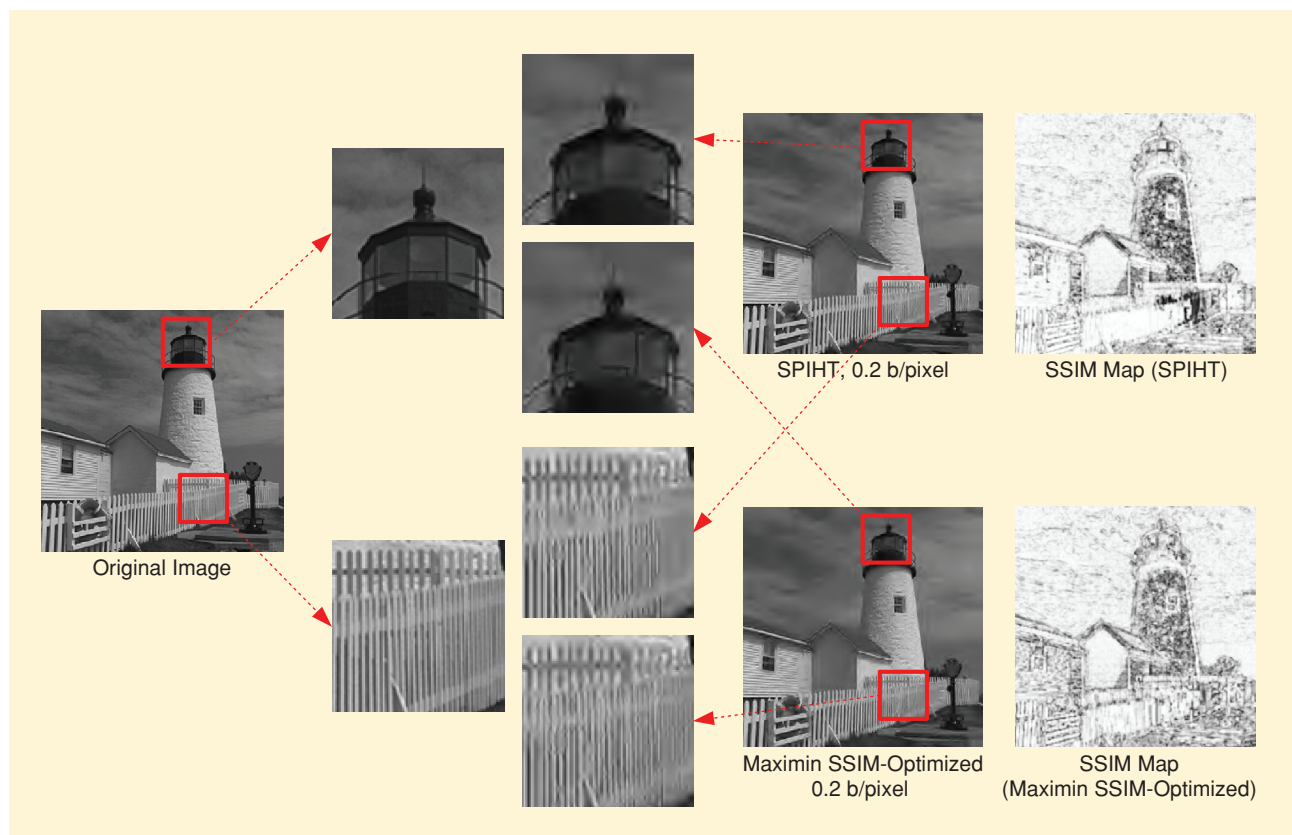 SPIHT, 0.2 b/pixel
SSIM Map (SPIHT)
Original Image
Maximin SSIM-Optimized
0.2 b/pixel
SSIM Map
(Maximin SSIM-Optimized)